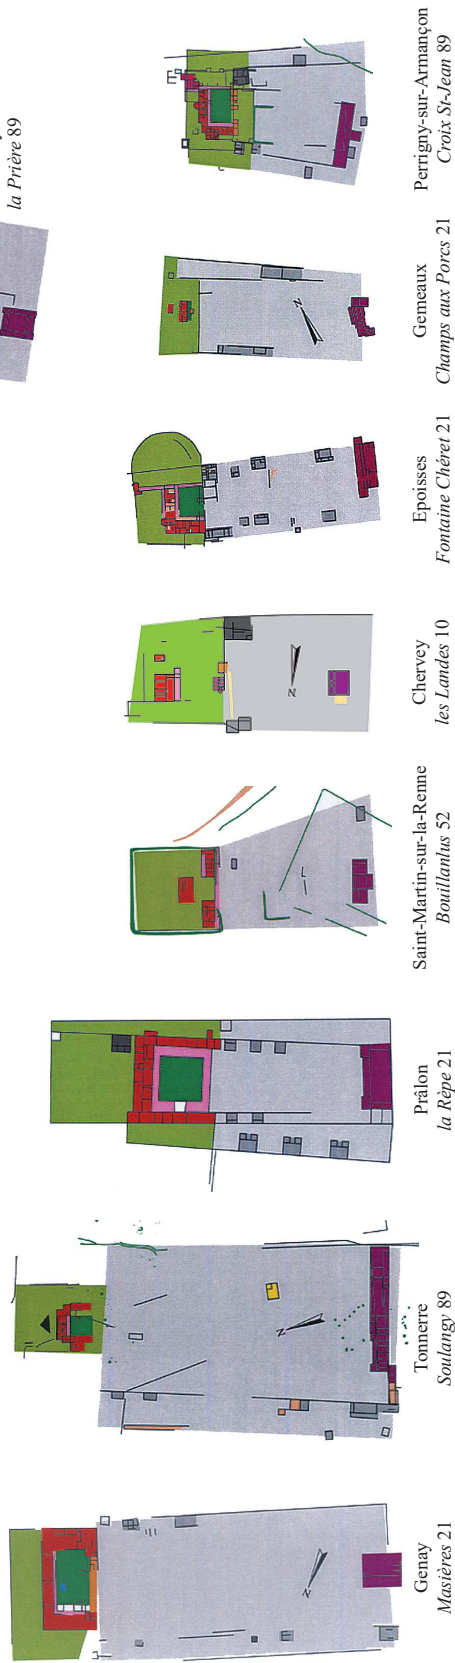 la Prière 89
Perrigny-sur-Armançon
Croix St-Jean 89
Gemeaux
Champs aux Porcs 21
N
Epoisses
Fontaine Chéret 21
Chervey
les Landes 10
N
Saint-Martin-sur-la-Renne
Bouillanlus 52
Prâlon
la Rèpe 21
Tonnerre
Soulangy 89
N
Genay
Masières 21
N